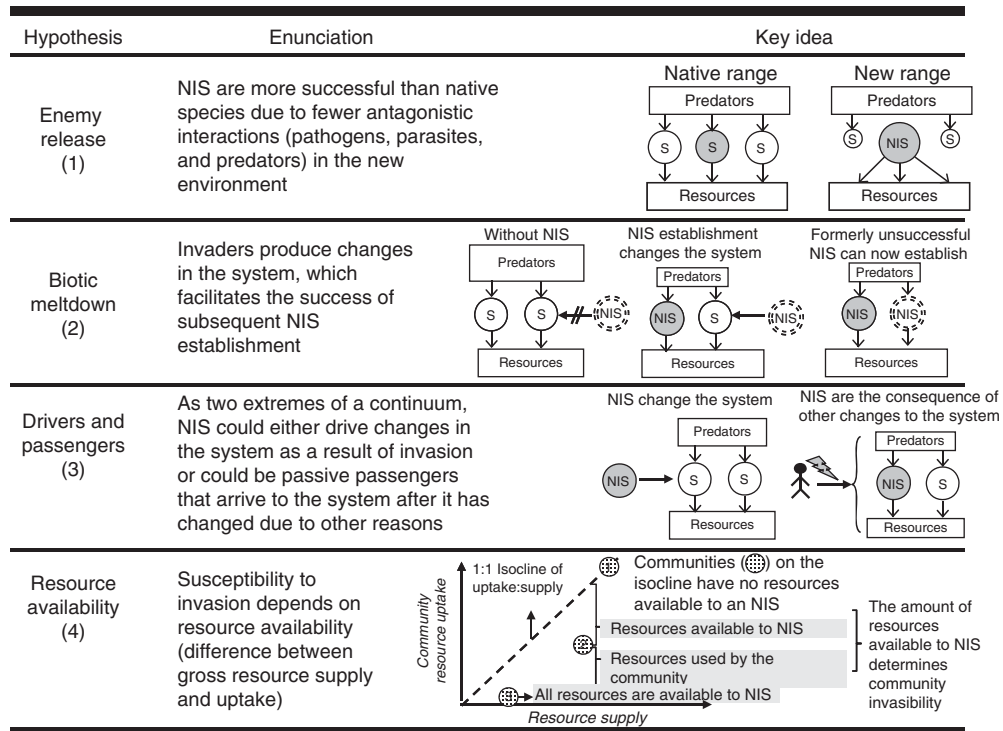 Hypothesis
Enunciation
Key idea
Enemy
release
(1)
NIS are more successful than native
species due to fewer antagonistic
interactions (pathogens, parasites,
and predators) in the new
environment
Native range
Predators
S
S
S
Resources
New range
Predators
S
NIS
S
Resources
Biotic
meltdown
(2)
Invaders produce changes
in the system, which
facilitates the success of
subsequent NIS
establishment
Without NIS
Predators
S
S
NIS
Resources
NIS establishment
changes the system
Predators
NIS
S
NIS
Resources
Formerly unsuccessful
NIS can now establish
Predators
NIS
NIS
Resources
Drivers and
passengers
(3)
As two extremes of a continuum,
NIS could either drive changes in
the system as a result of invasion
or could be passive passengers
that arrive to the system after it has
changed due to other reasons
NIS change the system
Predators
NIS
S
S
Resources
NIS are the consequence of
other changes to the system
Predators
NIS
S
Resources
Resource
availability
(4)
Susceptibility to
invasion depends on
resource availability
(difference between
gross resource supply
and uptake)
Community
resource uptake
1:1 Isocline of
uptake:supply
Communities ( ) on the
isocline have no resources
available to an NIS
Resources available to NIS
Resources used by the
community
All resources are available to NIS
Resource supply
The amount of
resources
available to NIS
determines
community
invasibility